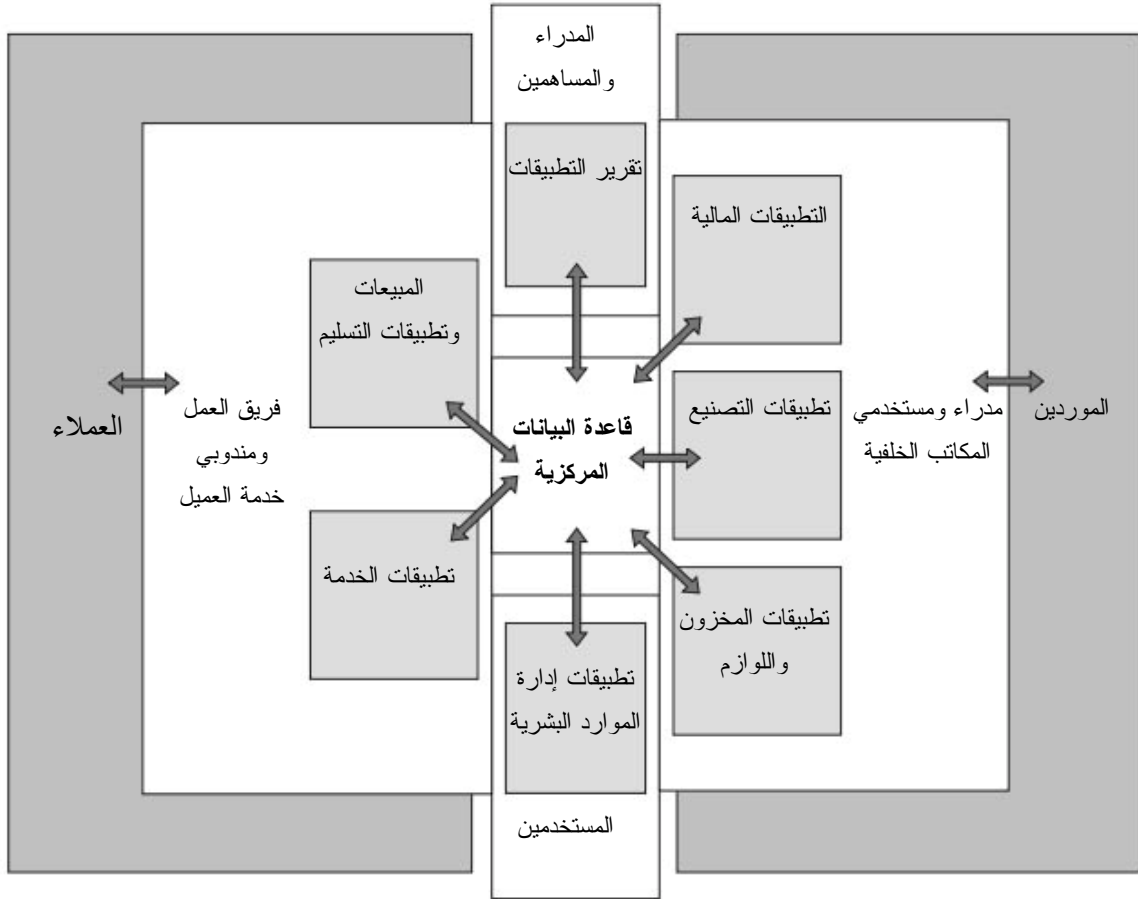 المدراء
والمساهمين
تقرير التطبيقات
التطبيقات المالية
المبيعات
وتطبيقات التسليم
الموردين
مدراء ومستخدمي
المكاتب الخلفية
تطبيقات التصنيع
قاعدة البيانات
المركزية
فريق العمل
ومندوبي
خدمة العميل
العملاء
تطبيقات الخدمة
تطبيقات المخزون
واللوازم
تطبيقات إدارة
الموارد البشرية
المستخدمين